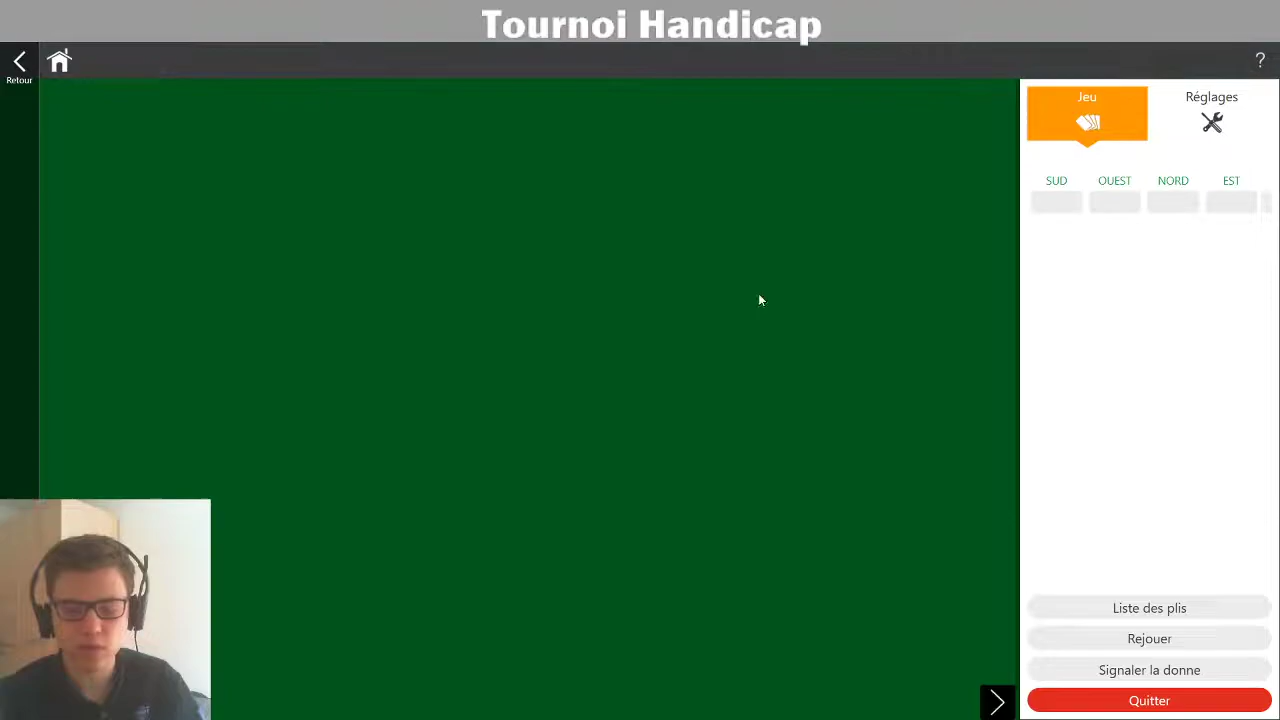 Tournoi Handicap
Retour
?
Jeu
Réglages
SUD OUEST NORD EST
Liste des plis
Rejouer
Signaler la donne
Quitter